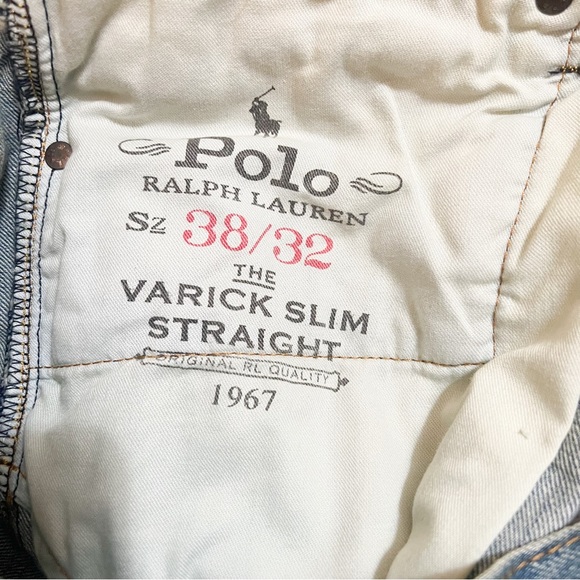 Polo
RALPH LAUREN
Sz 38/32
THE
VARICK SLIM
STRAIGHT
ORIGINAL RL QUALITY
1967